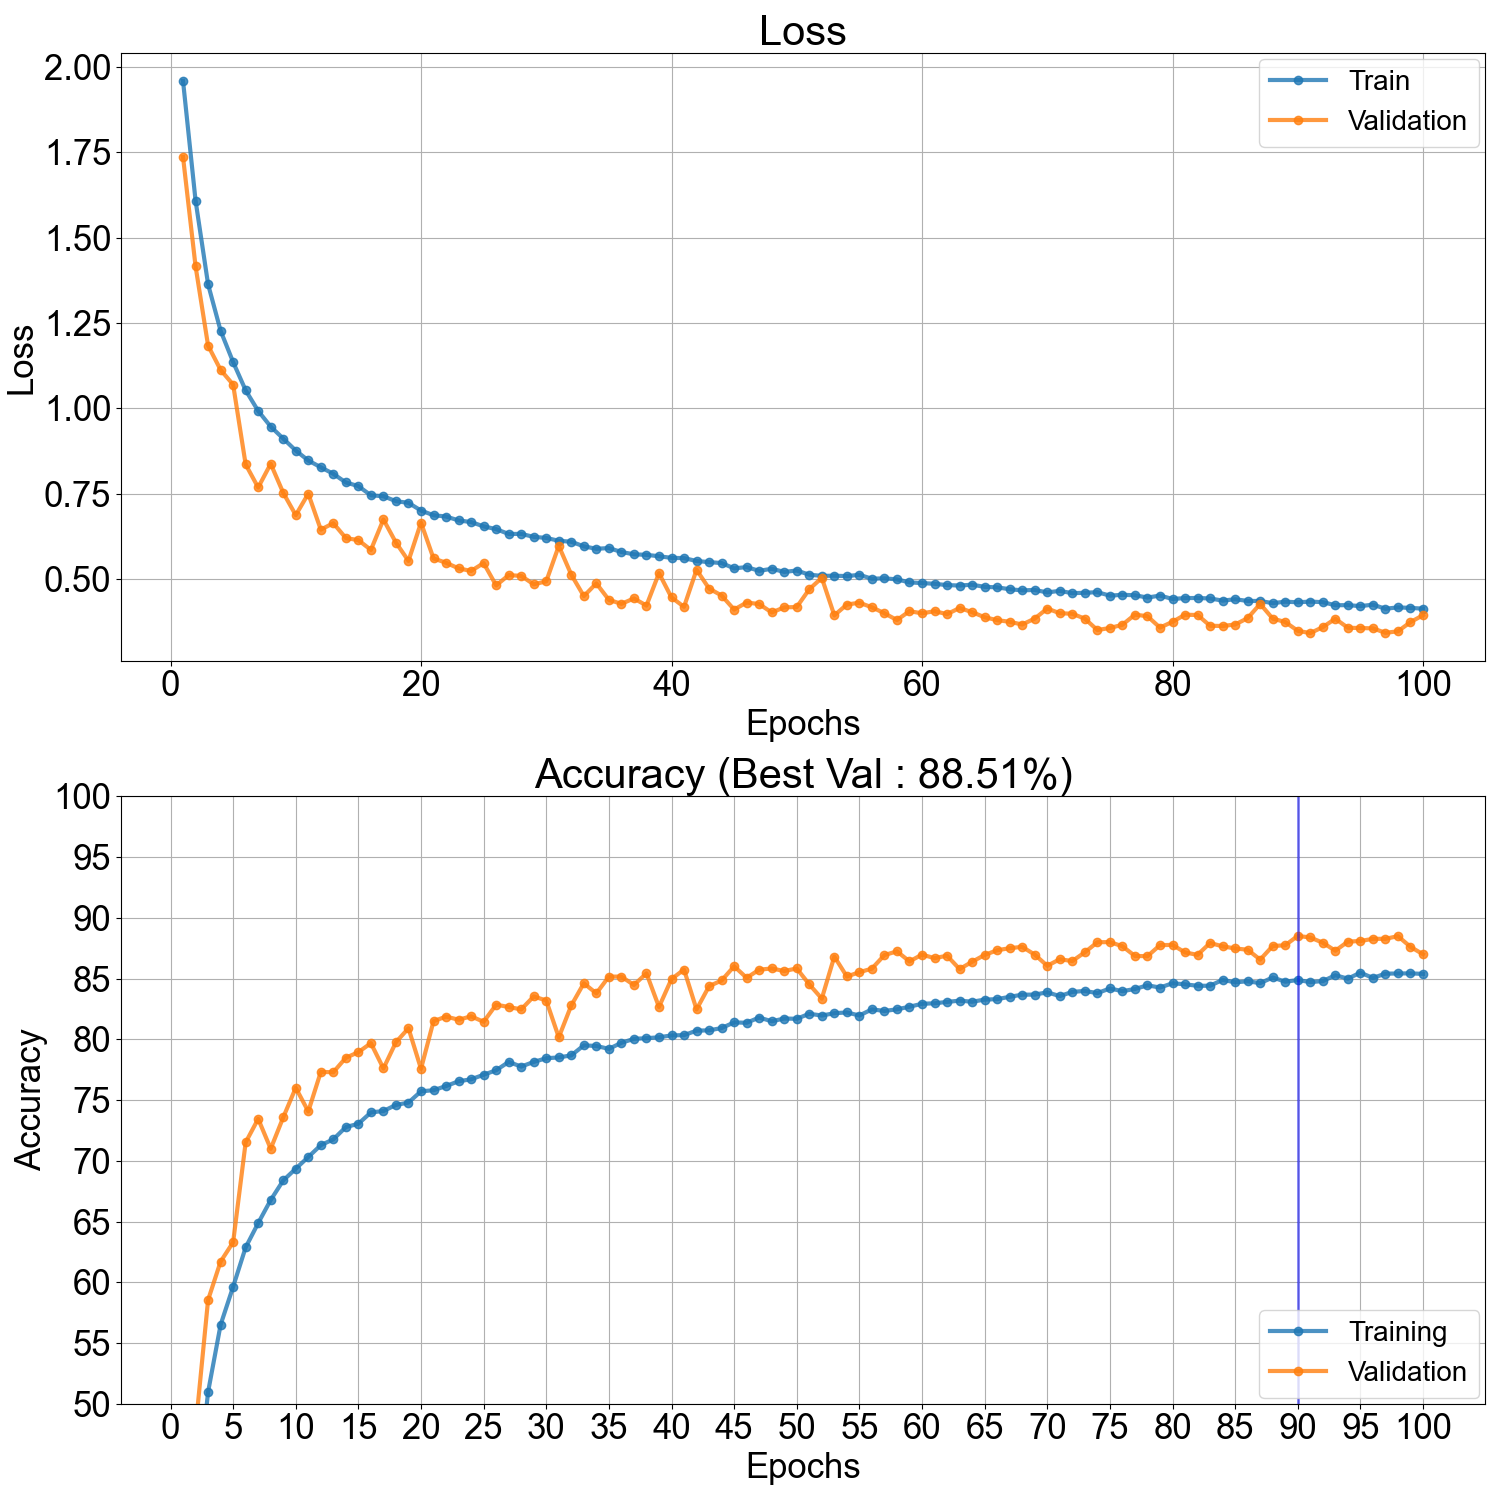 Loss
2.00
1.75
1.50
1.25
1.00
0.75
0.50
Loss
Train
Validation
0 20 40 60 80 100
Epochs
Accuracy (Best Val : 88.51%)
100
95
90
85
80
75
70
65
60
55
50
Accuracy
Training
Validation
0 5 10 15 20 25 30 35 40 45 50 55 60 65 70 75 80 85 90 95 100
Epochs